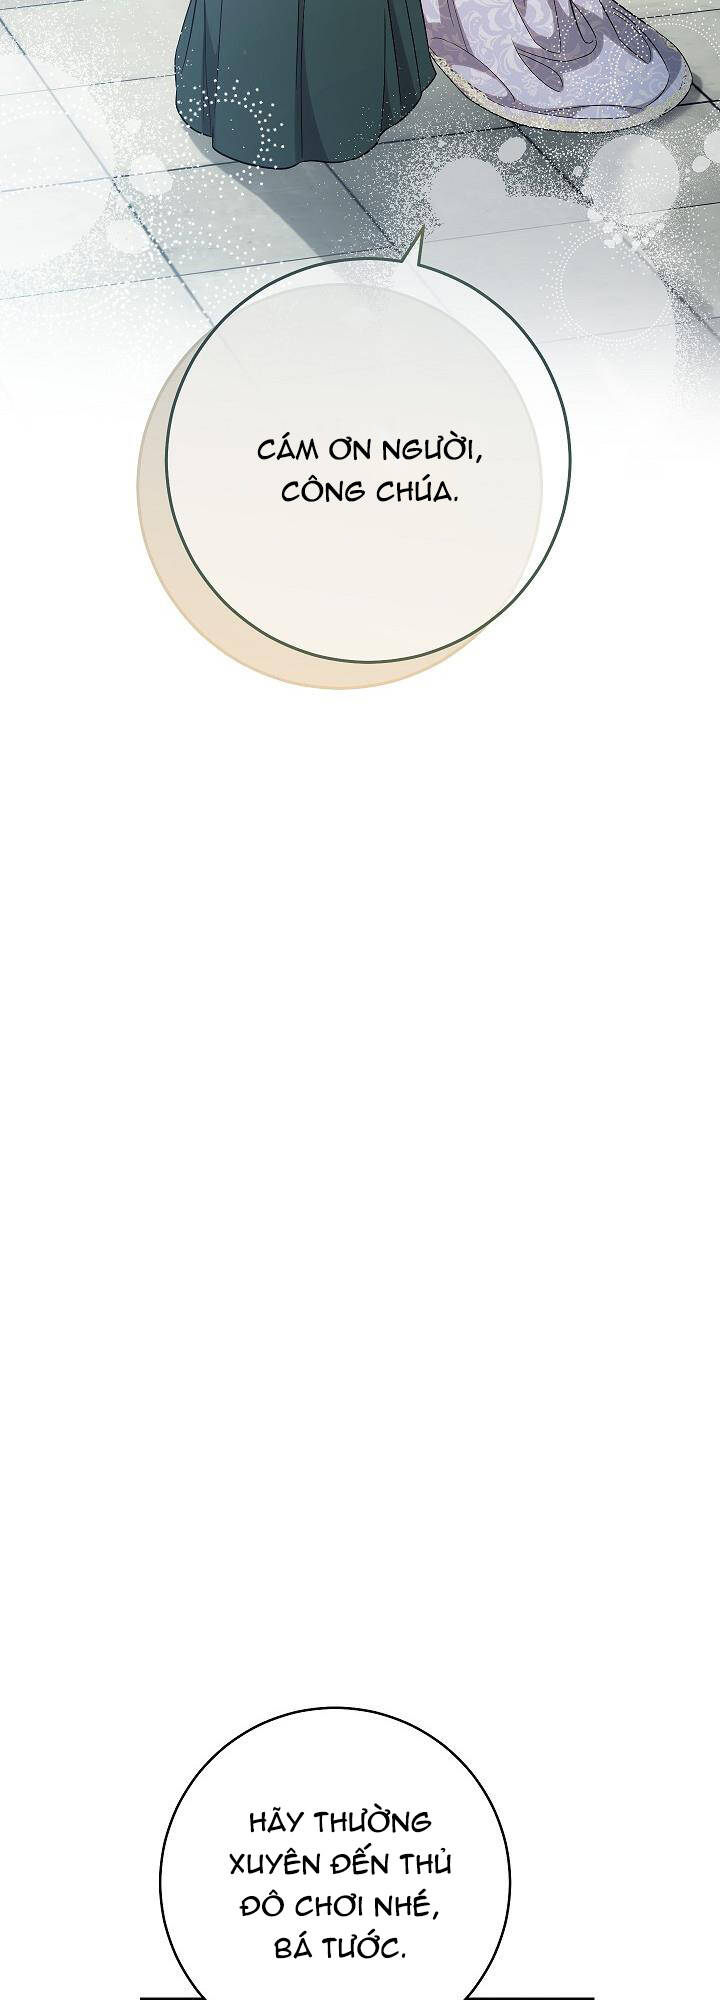 CÁM ƠN NGƯỜI,
CÔNG CHÚA.
HÃY THƯỜNG
XUYÊN ĐẾN THỦ
ĐÔ CHƠI NHÉ,
BÁ TƯỚC.